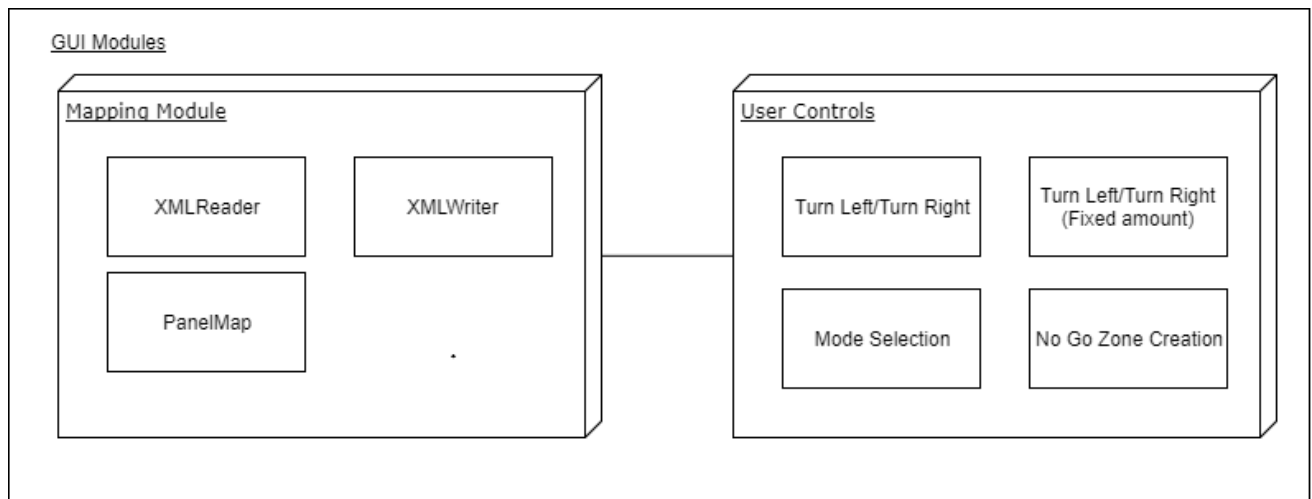 GUI Modules
Mapping Module
XMLReader
XMLWriter
PanelMap
User Controls
Turn Left/Turn Right
Turn Left/Turn Right
(Fixed amount)
Mode Selection
No Go Zone Creation